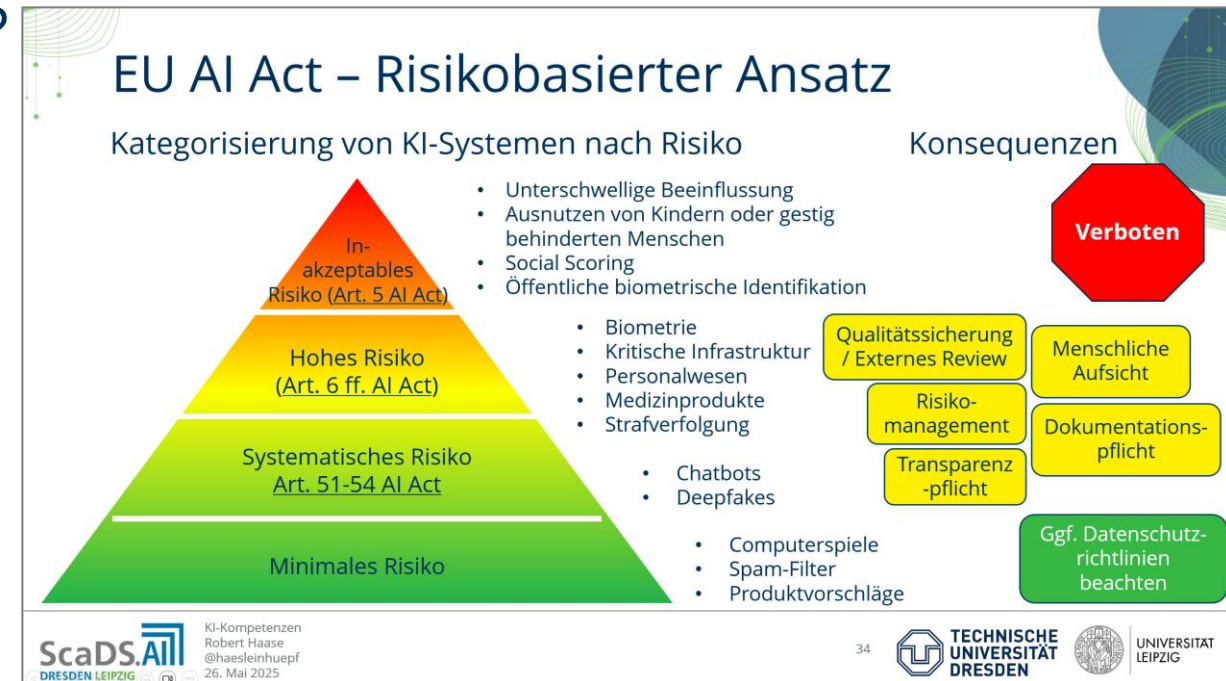 EU AI Act – Risikobasierter Ansatz
Kategorisierung von KI-Systemen nach Risiko
Konsequenzen
In-
akzeptables
Risiko (Art. 5 AI Act)
• Unterschwellige Beeinflussung
• Ausnutzen von Kindern oder gestig
behinderten Menschen
• Social Scoring
• Öffentliche biometrische Identifikation
Verboten
Hohes Risiko
(Art. 6 ff. AI Act)
• Biometrie
• Kritische Infrastruktur
• Personalwesen
• Medizinprodukte
• Strafverfolgung
Qualitätssicherung
/ Externes Review
Menschliche
Aufsicht
Risiko-
management
Dokumentations-
pflicht
Transparenz
-pflicht
Systematisches Risiko
Art. 51-54 AI Act
• Chatbots
• Deepfakes
Minimales Risiko
• Computerspiele
• Spam-Filter
• Produktvorschläge
Ggf. Datenschutz-
richtlinien
beachten
ScaDS.AI
DRESDEN LEIPZIG
KI-Kompetenzen
Robert Haase
@haesleinhuepf
26. Mai 2025
34
TECHNISCHE
UNIVERSITÄT
DRESDEN
UNIVERSITÄT
LEIPZIG